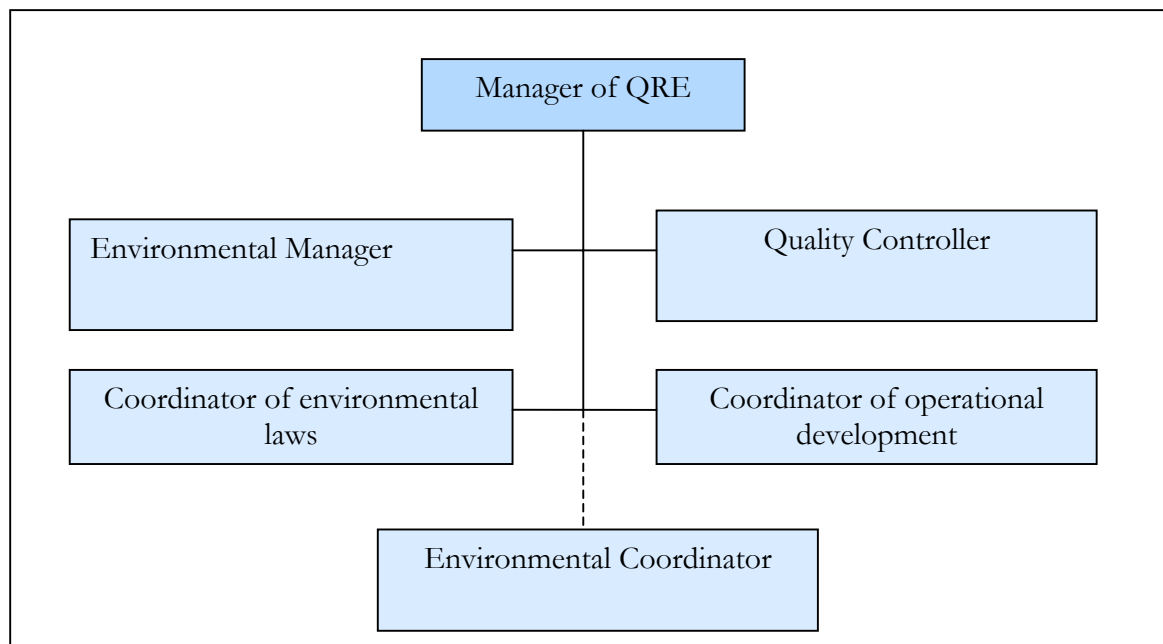 Manager of QRE
Environmental Manager
Quality Controller
Coordinator of environmental
laws
Coordinator of operational
development
Environmental Coordinator